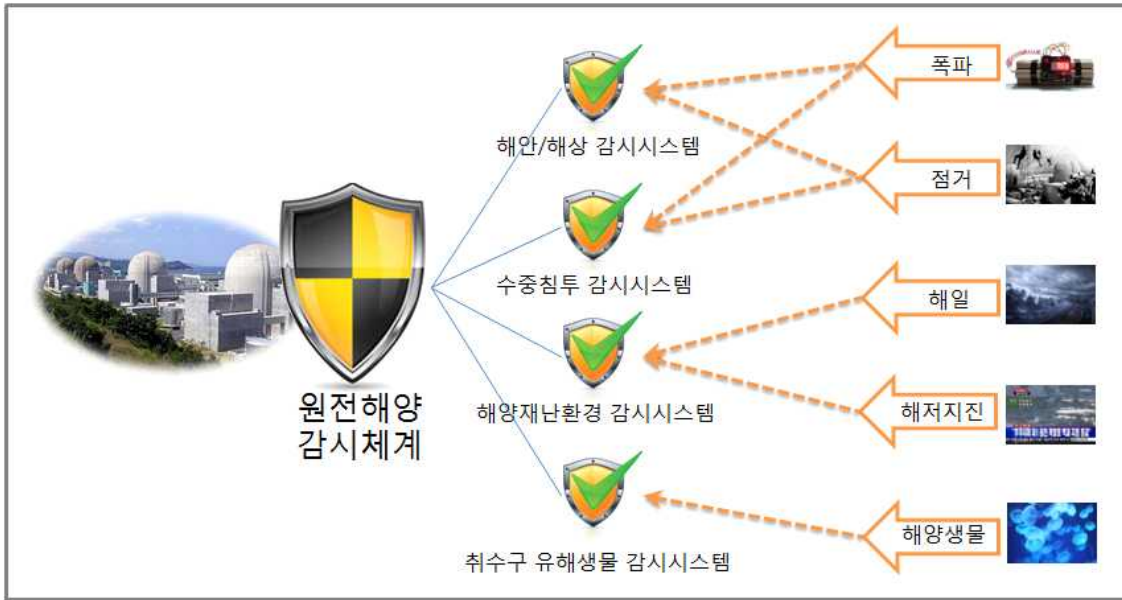 폭파
해안/해상 감시시스템
점거
수중침투 감시시스템
해일
원전해양
감시체계
해양재난환경 감시시스템
해저지진
해양생물
취수구 유해생물 감시시스템